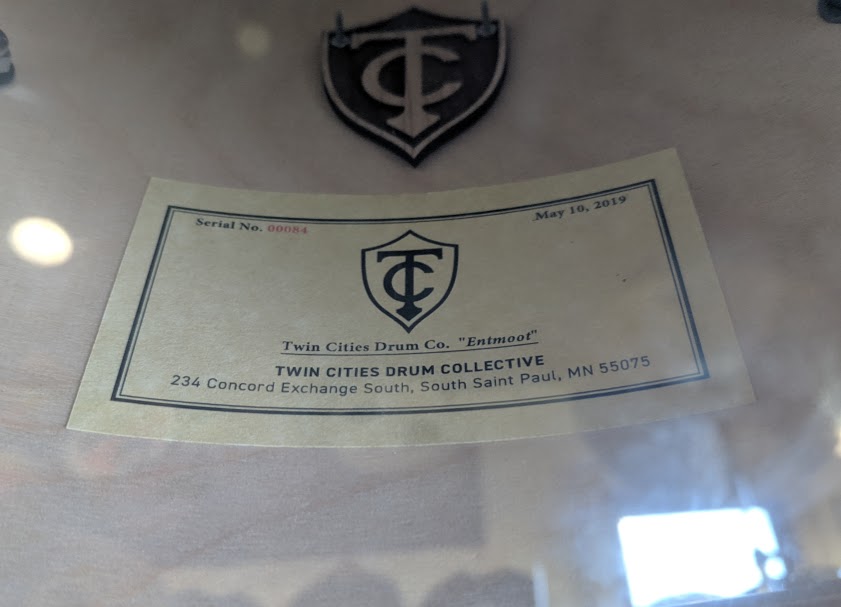 TC
Serial No. 00084
May 10, 2019
TC
Twin Cities Drum Co. "Entmoot"
TWIN CITIES DRUM COLLECTIVE
234 Concord Exchange South, South Saint Paul, MN 55075